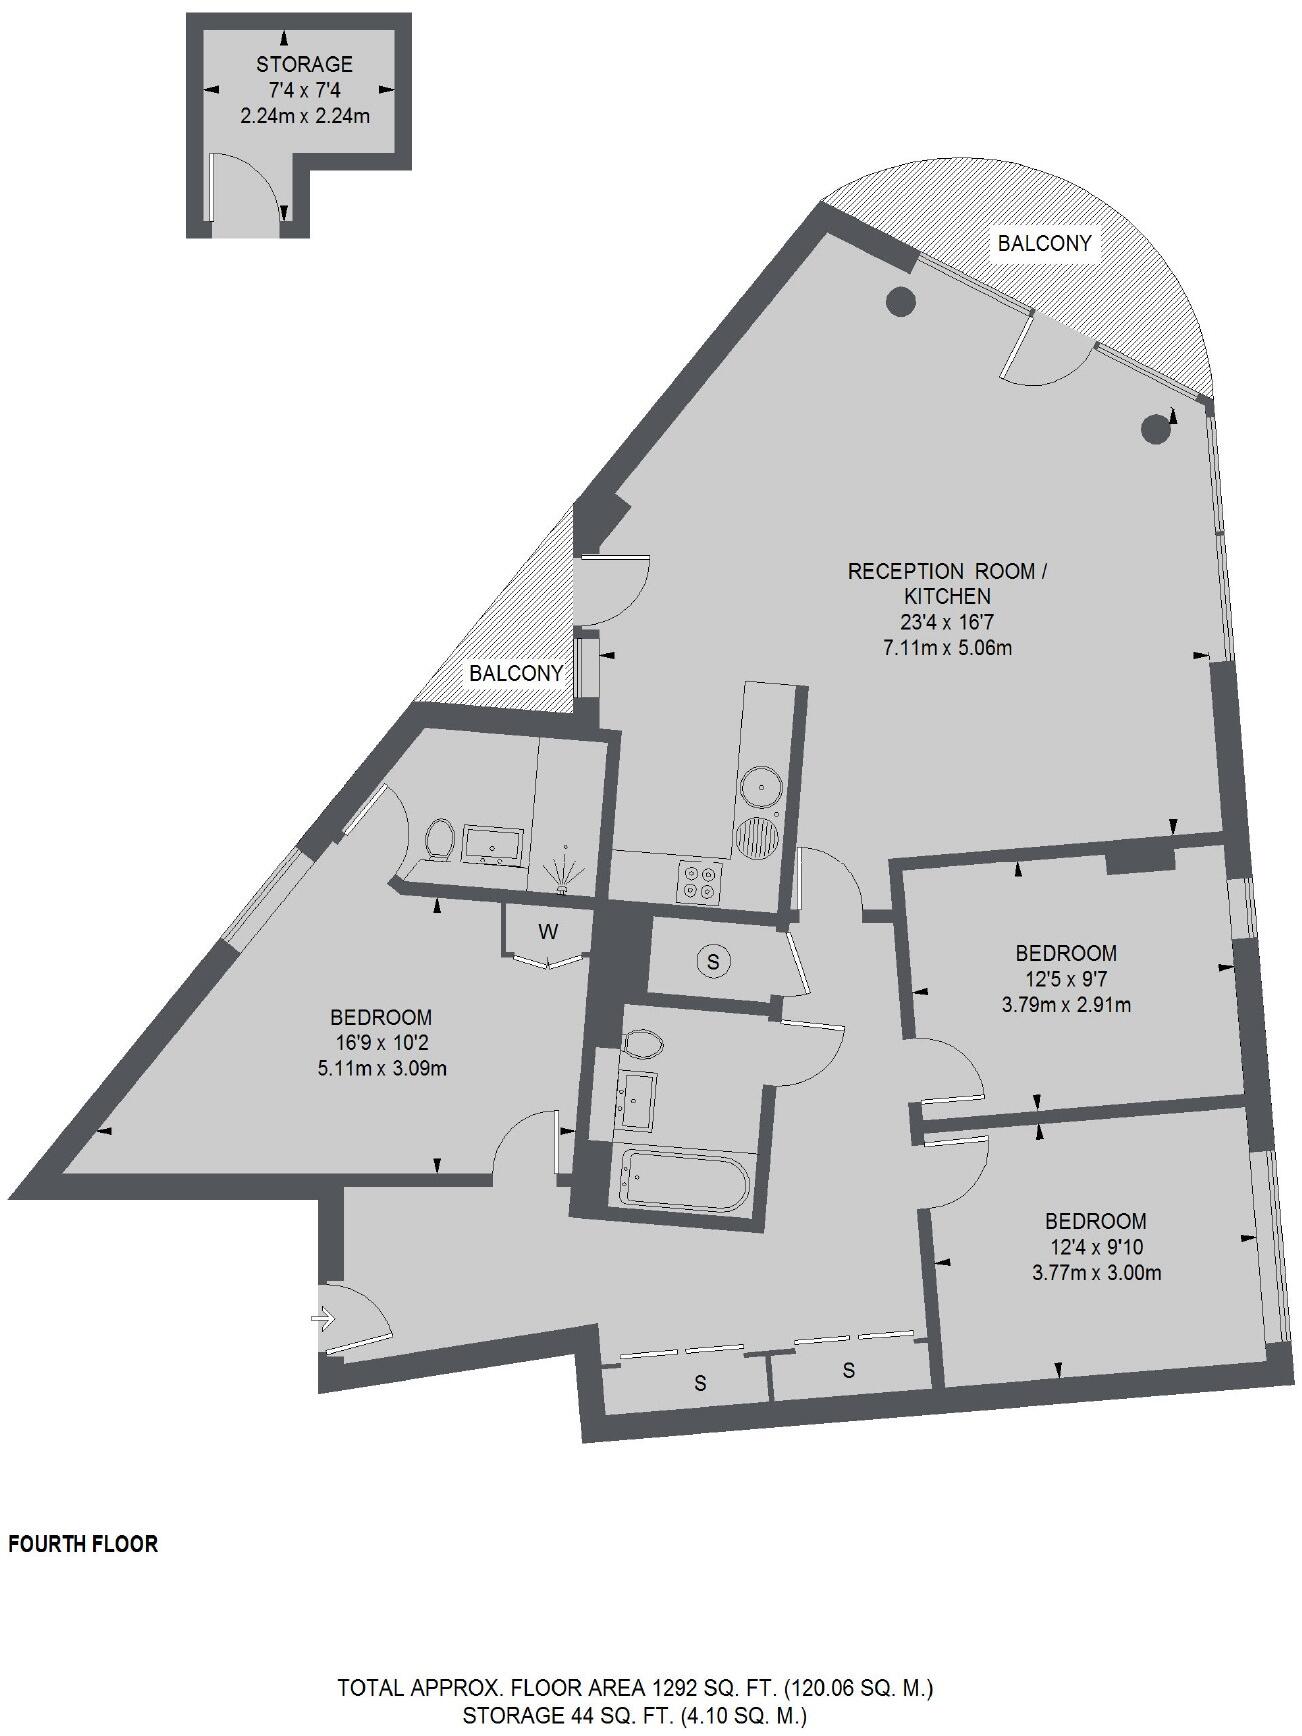 STORAGE
7'4 x 7'4
2.24m x 2.24m
BALCONY
RECEPTION ROOM /
KITCHEN
23'4 x 16'7
7.11m x 5.06m
BALCONY
W
S
BEDROOM
12'5 x 9'7
3.79m x 2.91m
BEDROOM
16'9 x 10'2
5.11m x 3.09m
BEDROOM
12'4 x 9'10
3.77m x 3.00m
S
S
FOURTH FLOOR
TOTAL APPROX. FLOOR AREA 1292 SQ. FT. (120.06 SQ. M.)
STORAGE 44 SQ. FT. (4.10 SQ. M.)